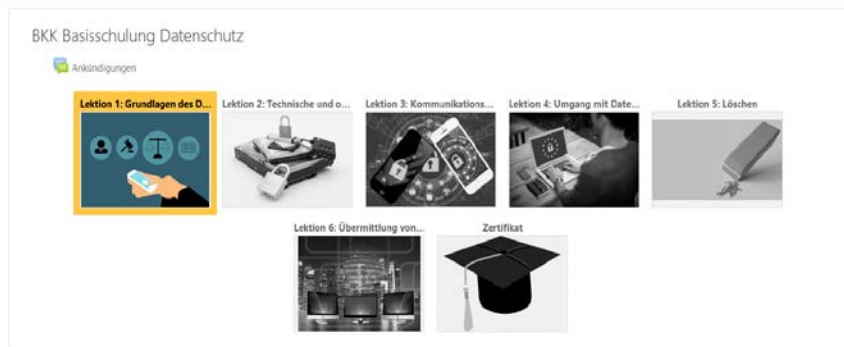 BKK Basisschulung Datenschutz
Ankündigungen
Lektion 1: Grundlagen des D...
Lektion 2: Technische und o...
Lektion 3: Kommunikations...
Lektion 4: Umgang mit Date...
Lektion 5: Löschen
Lektion 6: Übermittlung von...
Zertifikat